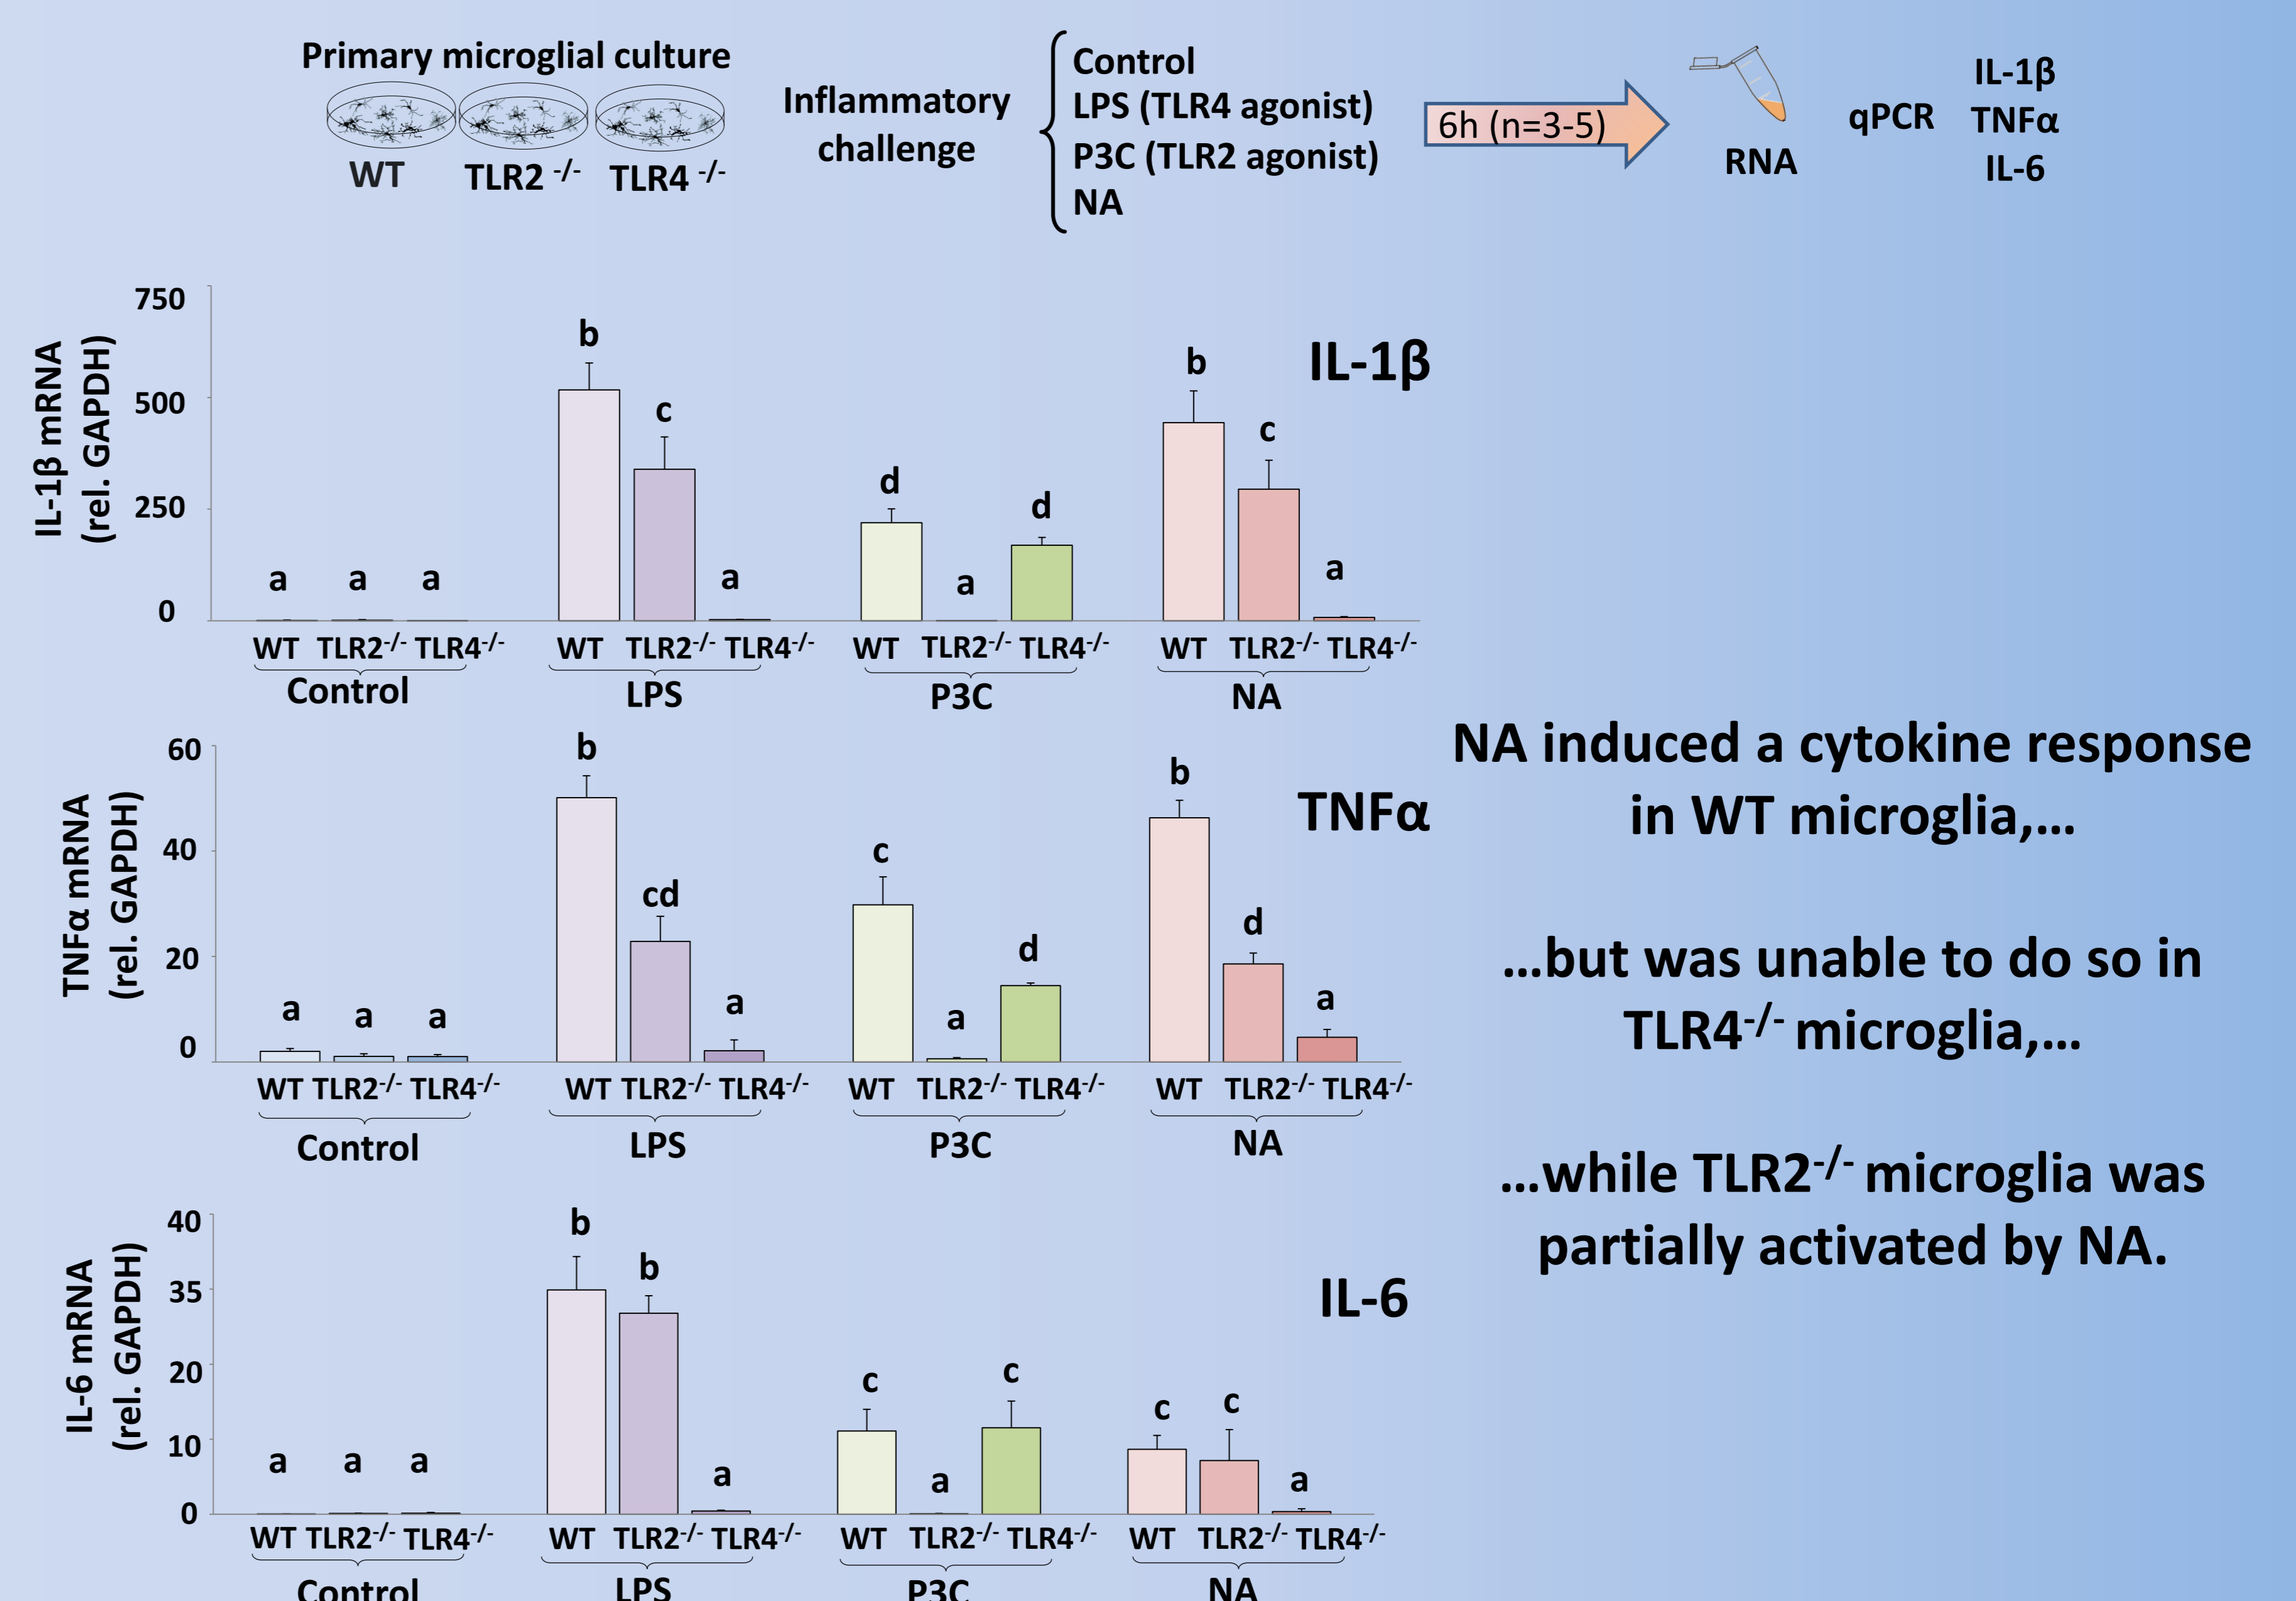 Primary microglial culture
WT TLR2 -/- TLR4 -/-
Inflammatory
challenge
Control
LPS (TLR4 agonist)
P3C (TLR2 agonist)
NA
6h (n=3-5)
RNA
qPCR
IL-1β
TNFα
IL-6
IL-1β mRNA
(rel. GAPDH)
750
500
250
0
IL-1β
a a a b c a d a d b c a
WT TLR2-/- TLR4-/- WT TLR2-/- TLR4-/- WT TLR2-/- TLR4-/- WT TLR2-/- TLR4-/-
Control LPS P3C NA
TNFα mRNA
(rel. GAPDH)
60
40
20
0
TNFα
a a a b cd a c a d b d a
WT TLR2-/- TLR4-/- WT TLR2-/- TLR4-/- WT TLR2-/- TLR4-/- WT TLR2-/- TLR4-/-
Control LPS P3C NA
IL-6 mRNA
(rel. GAPDH)
40
35
20
10
0
IL-6
a a a b b a c a c c c a
WT TLR2-/- TLR4-/- WT TLR2-/- TLR4-/- WT TLR2-/- TLR4-/- WT TLR2-/- TLR4-/-
Control LPS P3C NA
NA induced a cytokine response
in WT microglia,…
…but was unable to do so in
TLR4-/- microglia,…
…while TLR2-/- microglia was
partially activated by NA.